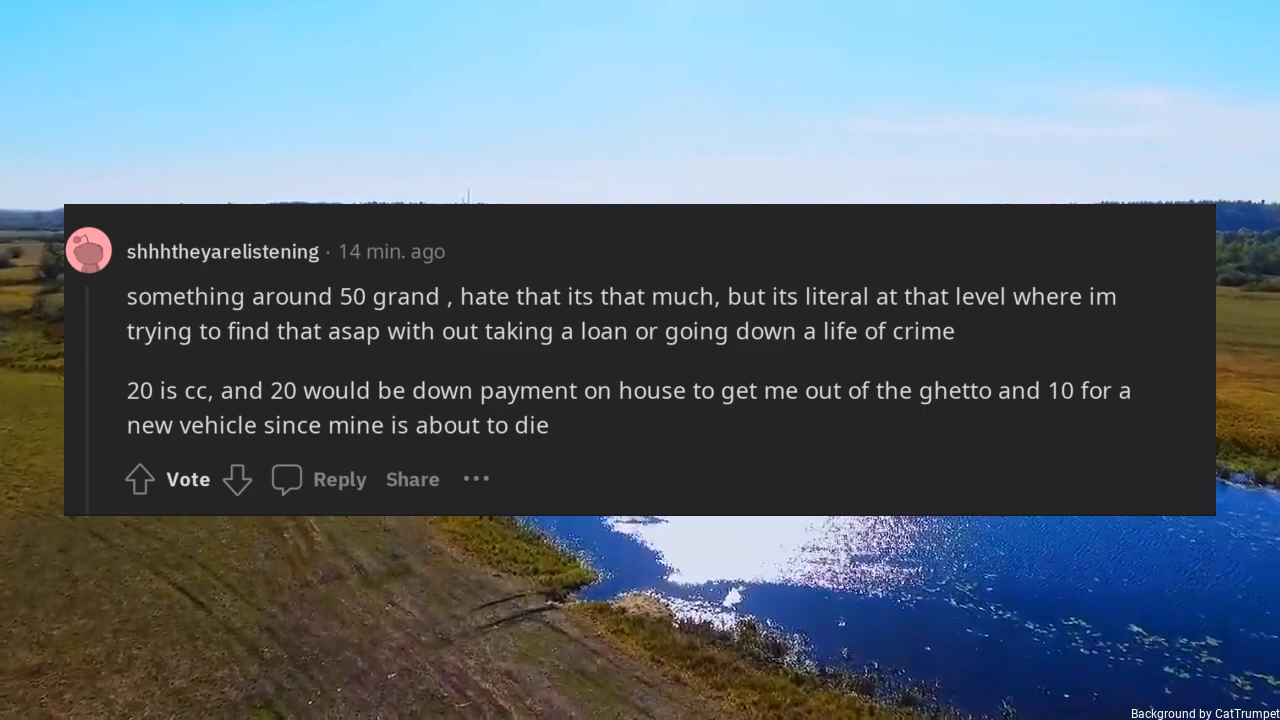 shhhtheyarelistening · 14 min. ago
something around 50 grand , hate that its that much, but its literal at that level where im
trying to find that asap with out taking a loan or going down a life of crime
20 is cc, and 20 would be down payment on house to get me out of the ghetto and 10 for a
new vehicle since mine is about to die
Vote Reply Share •••
Background by CatTrumpet